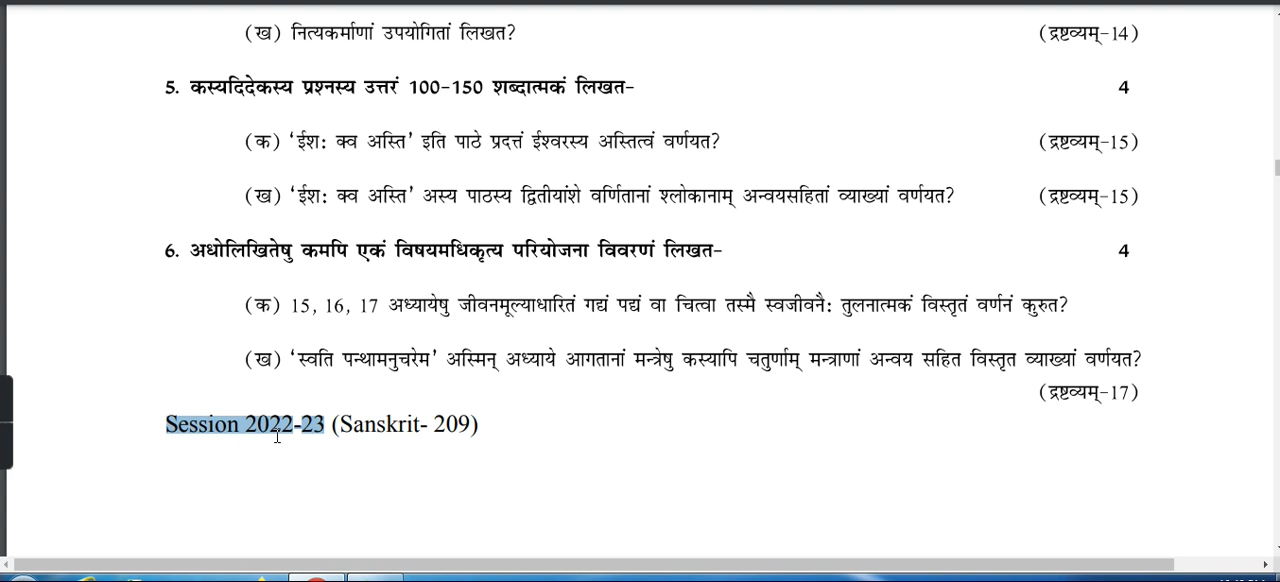 (ख) नित्यकर्माणां उपयोगितां लिखत? (द्रष्टव्यम्-14)
5. कस्यदिदेकस्य प्रश्नस्य उत्तरं 100-150 शब्दात्मकं लिखत- 4
(क) ‘ईशः क्व अस्ति’ इति पाठे प्रदत्तं ईश्वरस्य अस्तित्वं वर्णयत? (द्रष्टव्यम्-15)
(ख) ‘ईशः क्व अस्ति’ अस्य पाठस्य द्वितीयांशे वर्णितानां श्लोकानाम् अन्वयसहितां व्याख्यां वर्णयत? (द्रष्टव्यम्-15)
6. अधोलिखितेषु कमपि एकं विषयमधिकृत्य परियोजना विवरणं लिखत- 4
(क) 15, 16, 17 अध्यायेषु जीवनमूल्याधारितं गद्यं पद्यं वा चित्वा तस्मै स्वजीवनैः तुलनात्मकं विस्तृतं वर्णनं कुरुत?
(ख) ‘स्वति पन्थामनुचरेम’ अस्मिन् अध्याये आगतानां मन्त्रेषु कस्यापि चतुर्णाम् मन्त्राणां अन्वय सहित विस्तृत व्याख्यां वर्णयत?
(द्रष्टव्यम्-17)
Session 2022-23 (Sanskrit- 209)